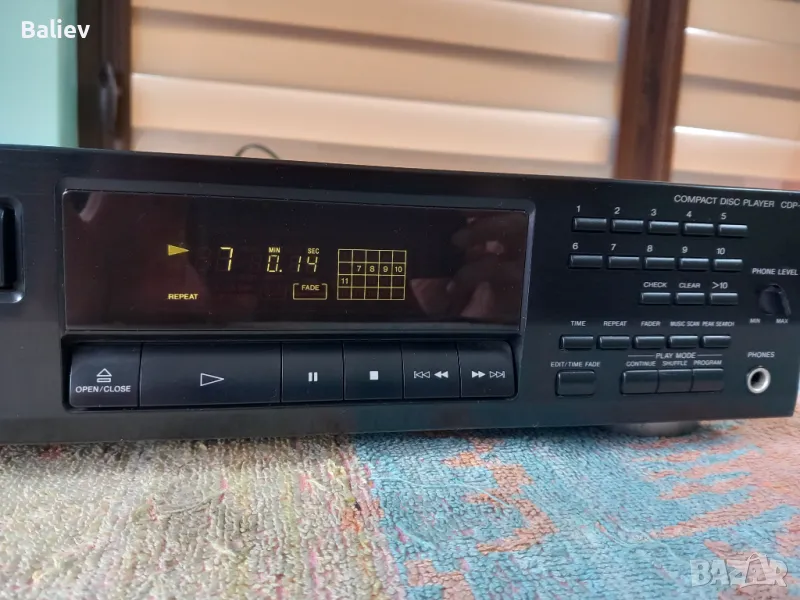 Baliev
COMPACT DISC PLAYER CDP-
1 2 3 4 5
6 7 8 9 10
MIN SEC
7 0.14
7 8 9 10
11
FADE
REPEAT
CHECK CLEAR >10
PHONE LEVEL
MIN MAX
TIME REPEAT FADER MUSIC SCAN PEAK SEARCH
PLAY MODE
EDIT/TIME FADE CONTINUE SHUFFLE PROGRAM
PHONES
OPEN/CLOSE
BAZAR